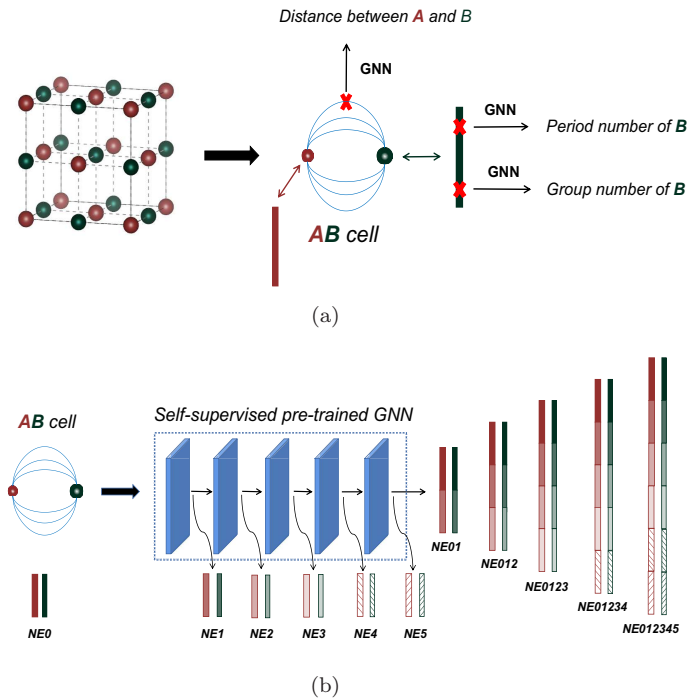 Distance between A and B
GNN
GNN
Period number of B
GNN
Group number of B
AB cell
(a)
AB cell
Self-supervised pre-trained GNN
NE0
NE1
NE2
NE3
NE4
NE5
NE01
NE012
NE0123
NE01234
NE012345
(b)